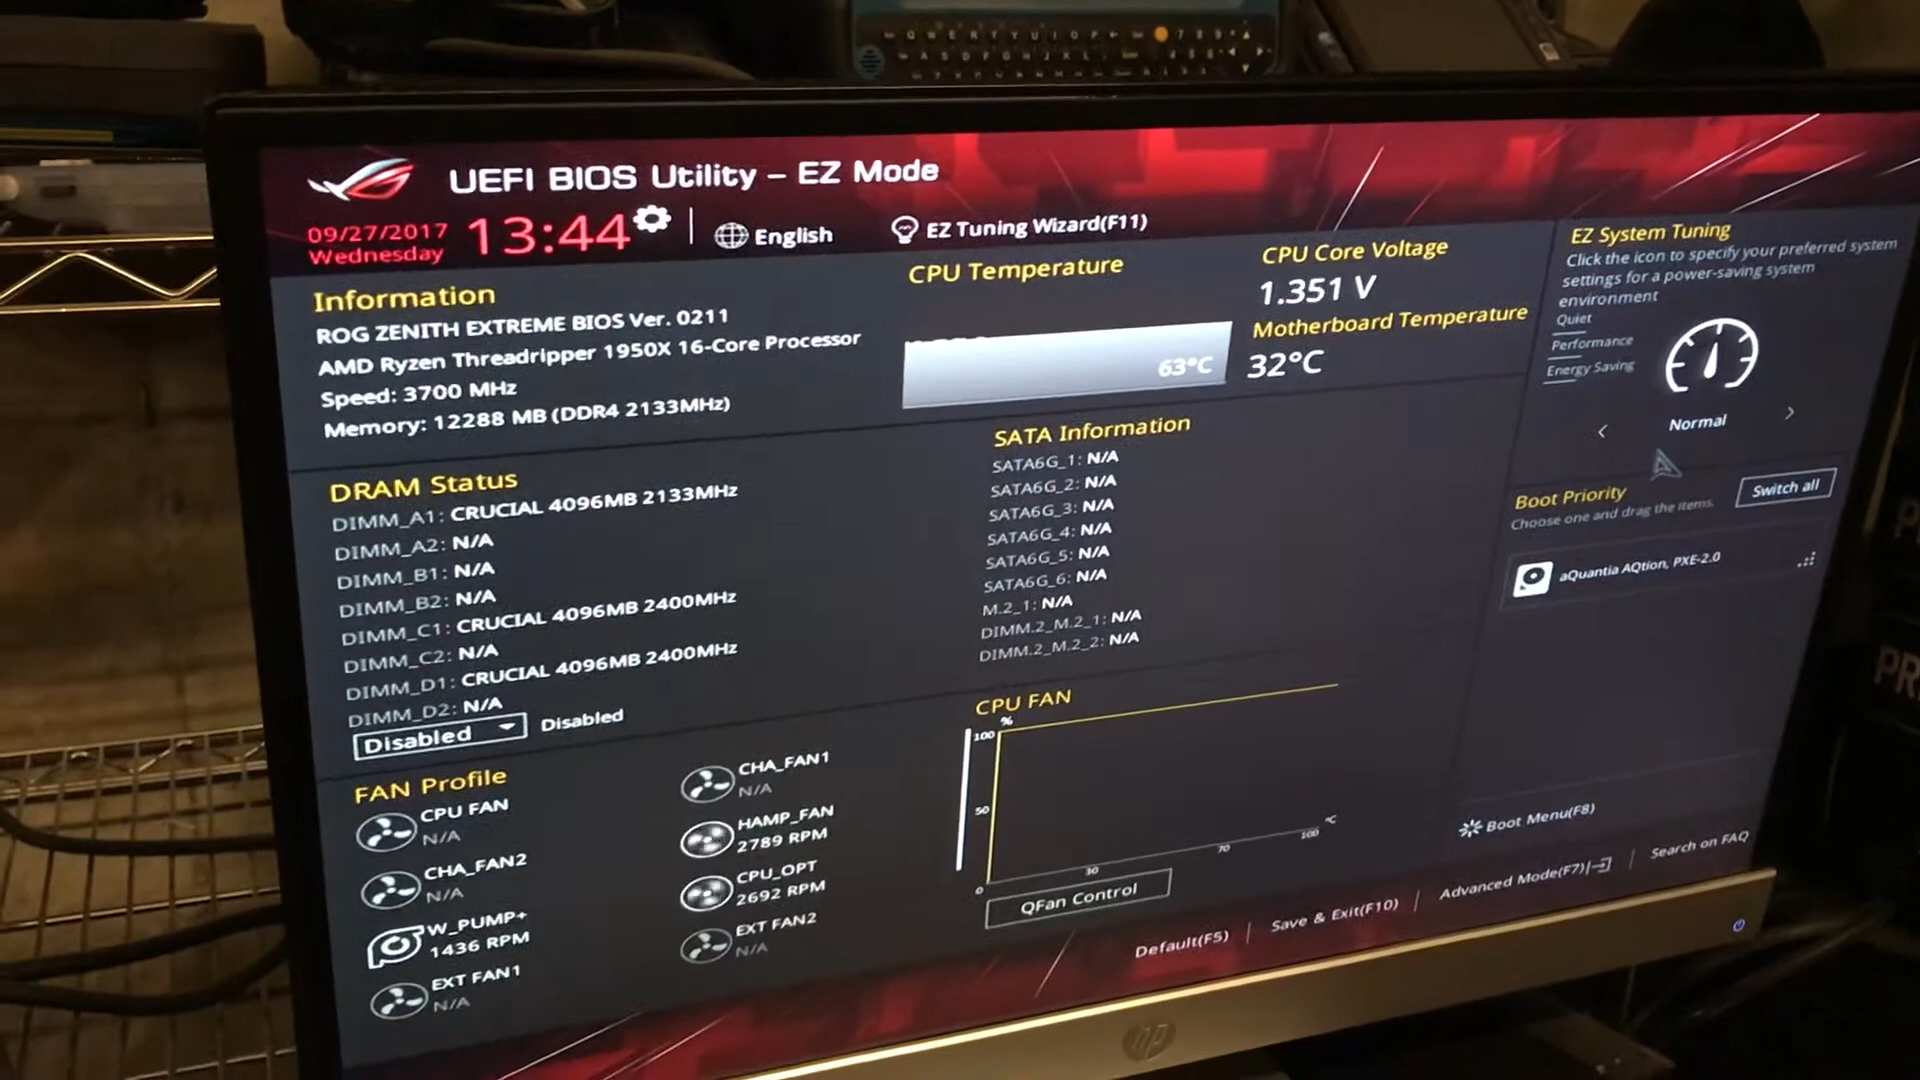 UEFI BIOS Utility – EZ Mode
09/27/2017
Wednesday
13:44
English
EZ Tuning Wizard(F11)
Information
ROG ZENITH EXTREME BIOS Ver. 0211
AMD Ryzen Threadripper 1950X 16-Core Processor
Speed: 3700 MHz
Memory: 12288 MB (DDR4 2133MHz)
CPU Temperature
63°C
CPU Core Voltage
1.351 V
Motherboard Temperature
32°C
EZ System Tuning
Click the icon to specify your preferred system
settings for a power-saving system
environment
Quiet
Performance
Energy Saving
Normal
DRAM Status
DIMM_A1: CRUCIAL 4096MB 2133MHz
DIMM_A2: N/A
DIMM_B1: N/A
DIMM_B2: N/A
DIMM_C1: CRUCIAL 4096MB 2400MHz
DIMM_C2: N/A
DIMM_D1: CRUCIAL 4096MB 2400MHz
DIMM_D2: N/A
Disabled
Disabled
SATA Information
SATA6G_1: N/A
SATA6G_2: N/A
SATA6G_3: N/A
SATA6G_4: N/A
SATA6G_5: N/A
SATA6G_6: N/A
M.2_1: N/A
DIMM.2_M.2_1: N/A
DIMM.2_M.2_2: N/A
Boot Priority
Choose one and drag the items.
Switch all
aQuantia AQtion, PXE-2.0
FAN Profile
CPU FAN
N/A
CHA_FAN1
N/A
CHA_FAN2
N/A
HAMP_FAN
2789 RPM
W_PUMP+
1436 RPM
CPU_OPT
2692 RPM
EXT FAN1
N/A
EXT FAN2
N/A
CPU FAN
%
100
50
0
30
70
100
°C
QFan Control
Boot Menu(F8)
Default(F5)
Save & Exit(F10)
Advanced Mode(F7)
Search on FAQ
hp